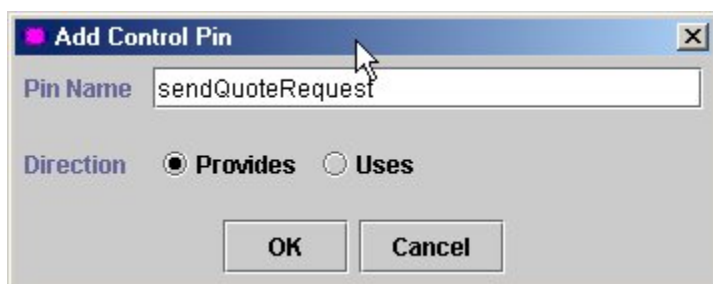 Add Control Pin
Pin Name sendQuoteRequest
Direction Provides Uses
OK Cancel